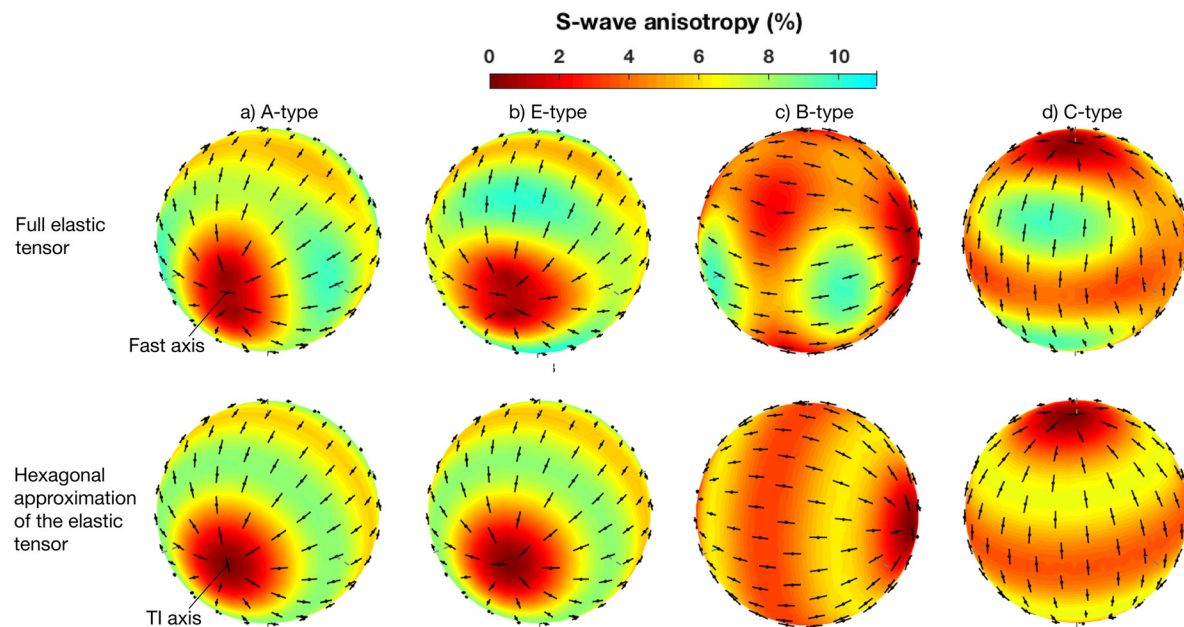 S-wave anisotropy (%)
0 2 4 6 8 10
a) A-type b) E-type c) B-type d) C-type
Full elastic
tensor
Fast axis
Hexagonal
approximation
of the elastic
tensor
TI axis